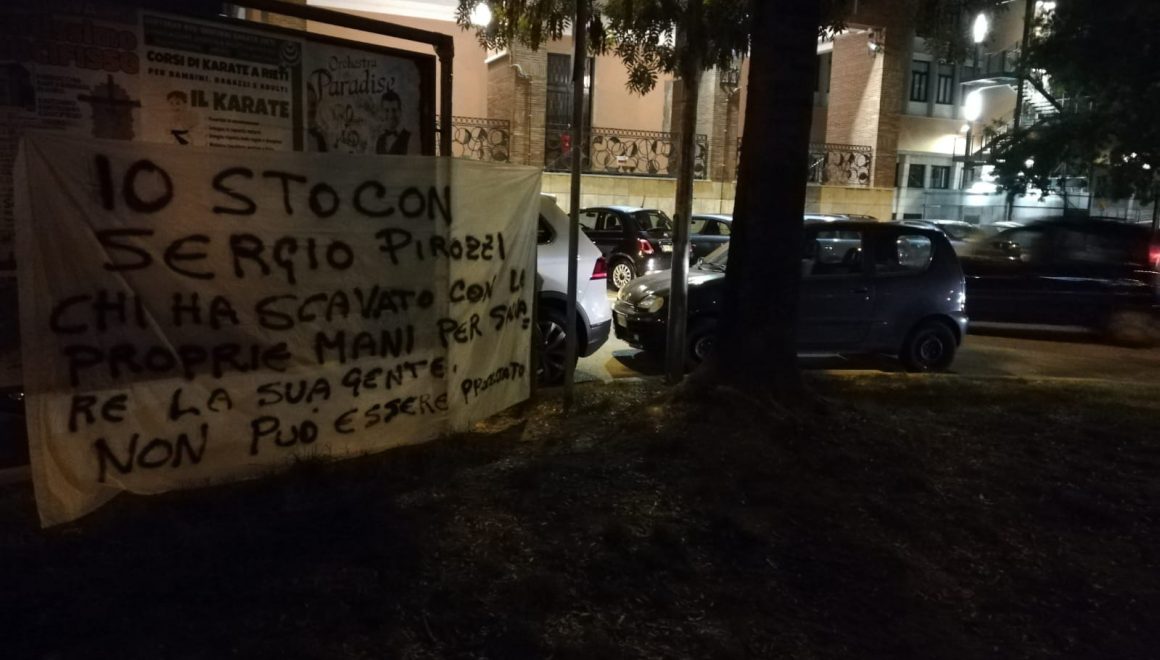 CORSI DI KARATE A RIETI
PER BAMBINI, RAGAZZI E ADULTI
IL KARATE
Orchestra
Paradise
IO STO CON
SERGIO PIROZZI
CHI HA SCAVATO CON LE
PROPRIE MANI PER SALVA=
RE LA SUA GENTE.
NON PUÒ ESSERE PROCESSATO